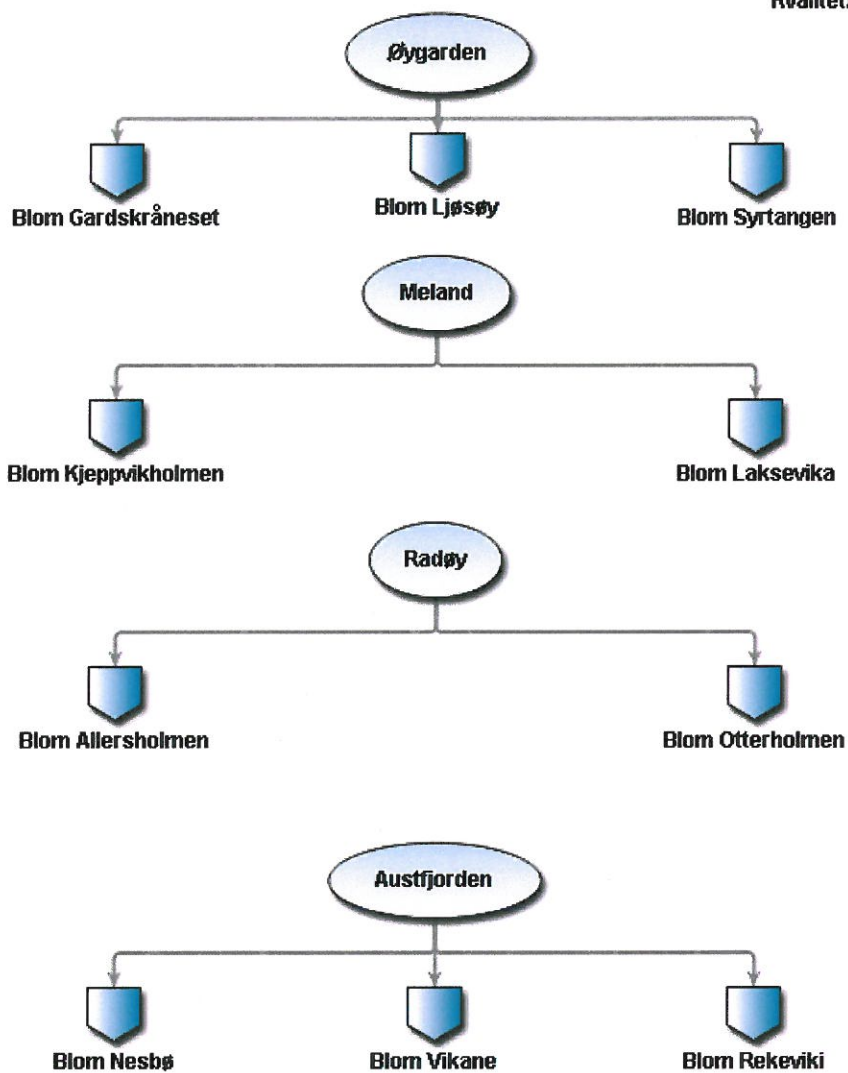 Kvalitet
Øygarden
Blom Gardskråneset
Blom Ljøsøy
Blom Syrtangen
Meland
Blom Kjeppvikholmen
Blom Laksevika
Radøy
Blom Allersholmen
Blom Otterholmen
Austfjorden
Blom Nesbø
Blom Vikane
Blom Rekeviki